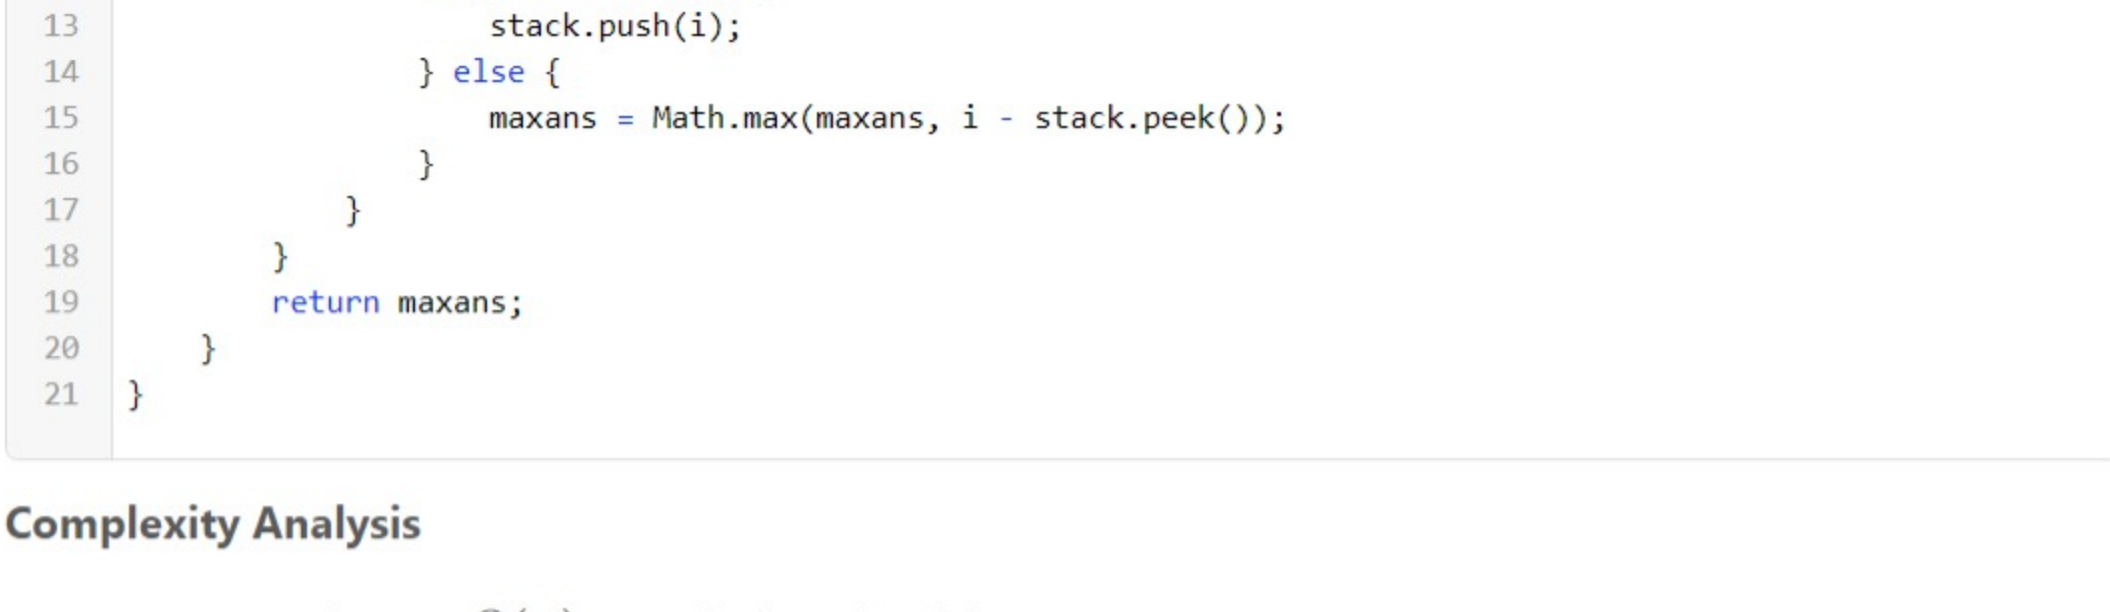 13 stack.push(i);
14 } else {
15 maxans = Math.max(maxans, i - stack.peek());
16 }
17 }
18 }
19 return maxans;
20 }
21 }
Complexity Analysis